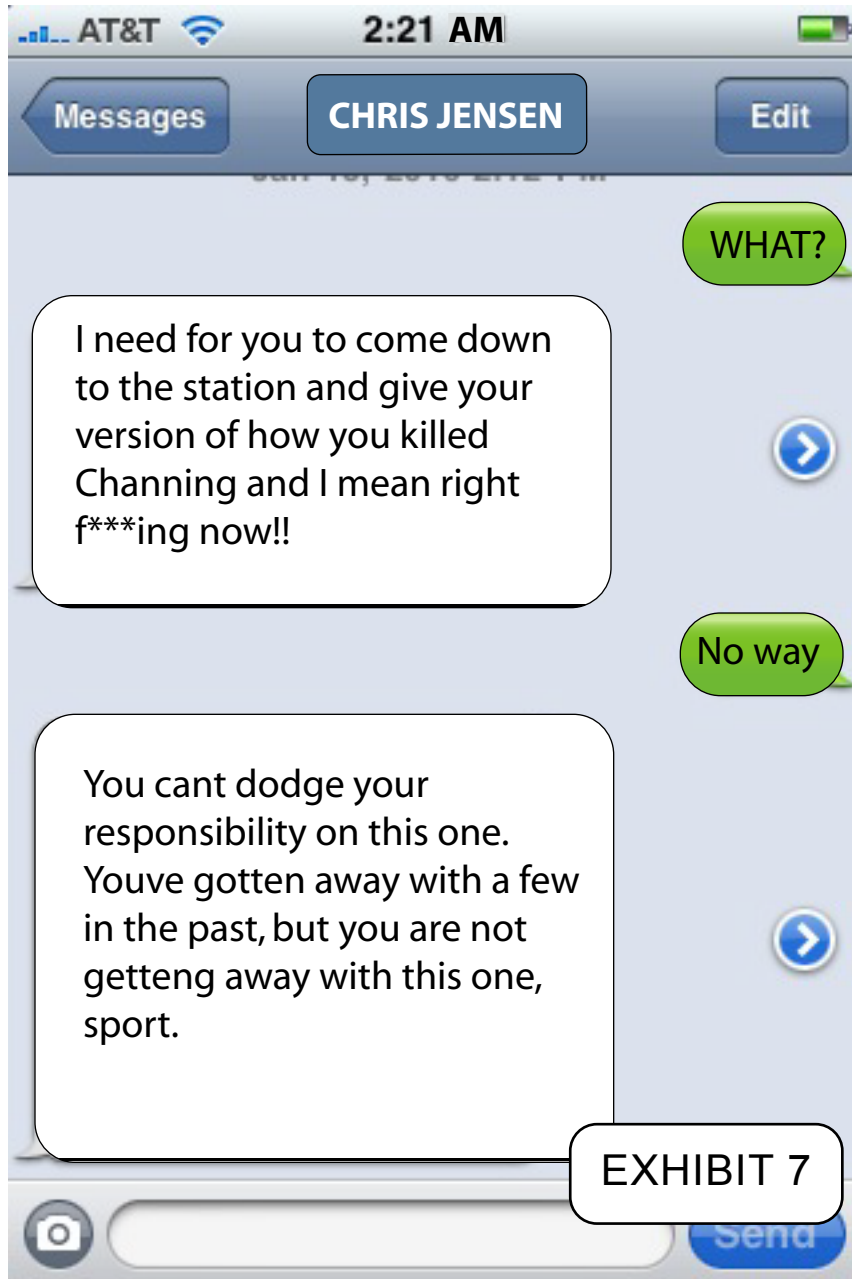 AT&T 2:21 AM
Messages CHRIS JENSEN Edit
WHAT?
I need for you to come down
to the station and give your
version of how you killed
Channing and I mean right
f***ing now!!
No way
You cant dodge your
responsibility on this one.
Youve gotten away with a few
in the past, but you are not
getteng away with this one,
sport.
EXHIBIT 7
Send